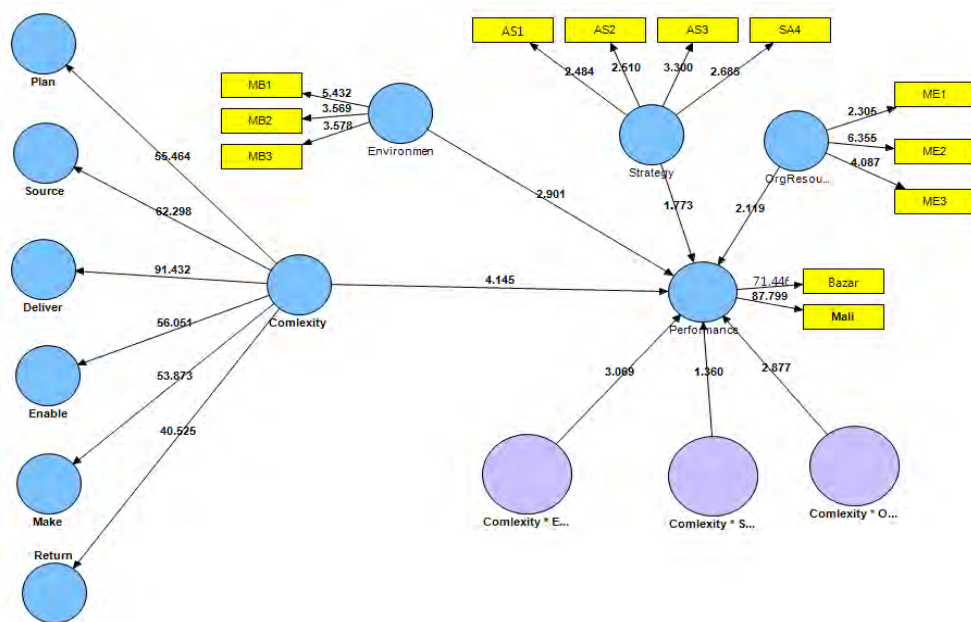 AS1
AS2
AS3
SA4
2.484
2.510
3.300
2.685
Plan
MB1
MB2
MB3
5.432
3.569
3.578
Environmen
Strategy
ME1
ME2
ME3
2.305
6.355
4.087
OrgResou...
Source
55.464
62.298
2.901
1.773
2.119
Deliver
91.432
Comlexity
4.145
Performance
71.446
87.799
Bazar
Mali
Enable
56.051
53.873
40.525
3.069
1.360
2.877
Make
Return
Comlexity * E...
Comlexity * S...
Comlexity * O...